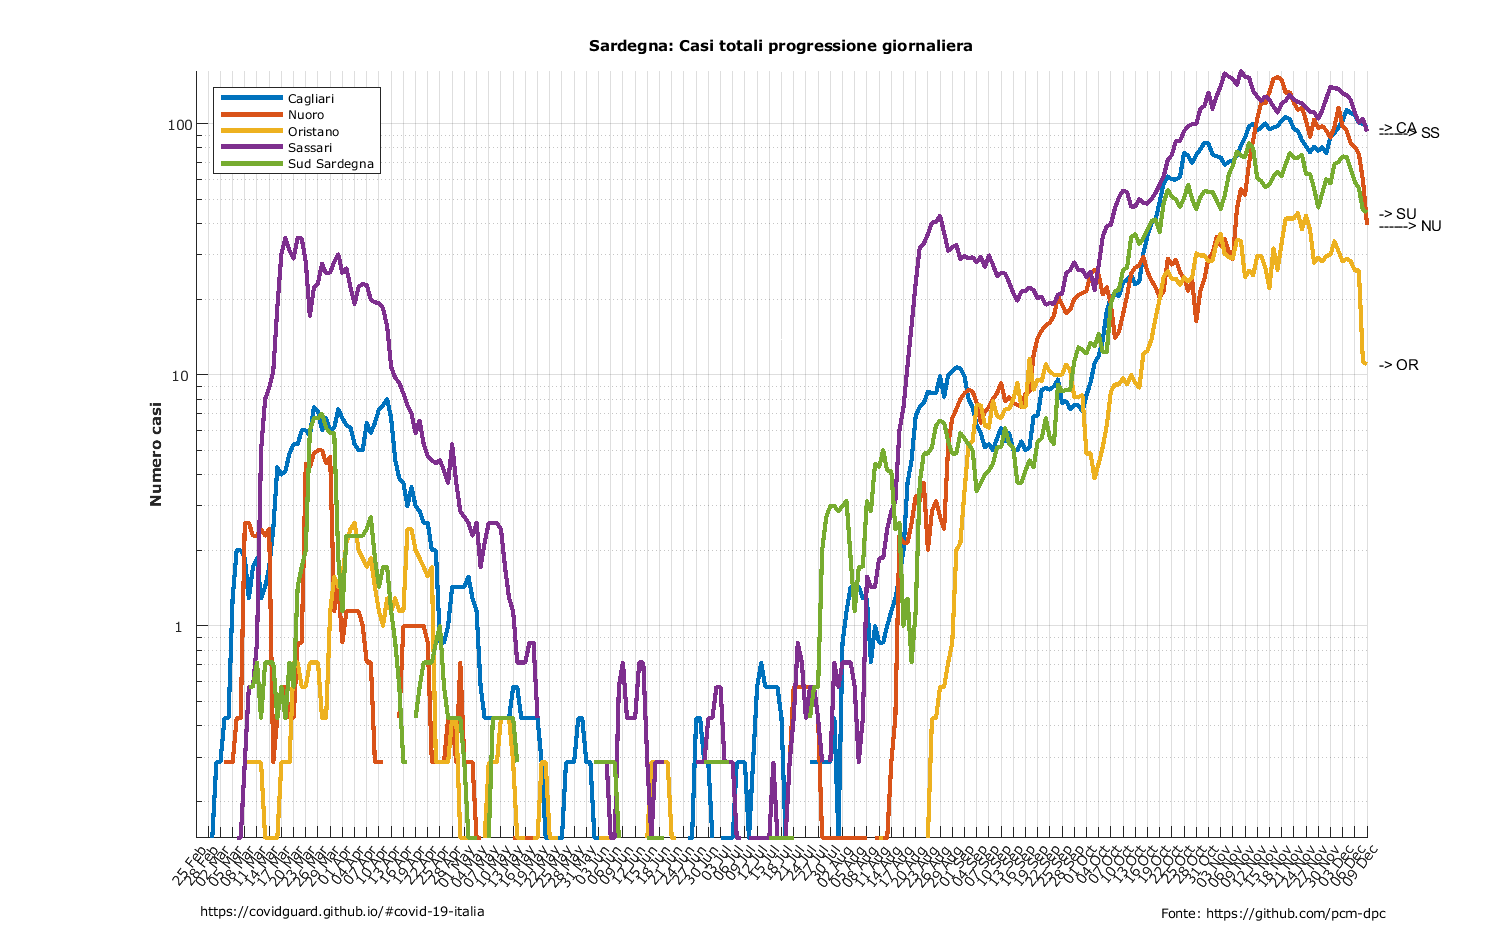 Sardegna: Casi totali progressione giornaliera
Cagliari
Nuoro
Oristano
Sassari
Sud Sardegna
Numero casi
100
10
1
-> CA
------> SS
-> SU
------> NU
-> OR
25 Feb
28 Feb
02 Mar
05 Mar
08 Mar
11 Mar
14 Mar
17 Mar
20 Mar
23 Mar
26 Mar
29 Mar
01 Apr
04 Apr
07 Apr
10 Apr
13 Apr
16 Apr
19 Apr
22 Apr
25 Apr
28 Apr
01 May
04 May
07 May
10 May
13 May
16 May
19 May
22 May
25 May
28 May
31 May
03 Jun
06 Jun
09 Jun
12 Jun
15 Jun
18 Jun
21 Jun
24 Jun
27 Jun
30 Jun
03 Jul
06 Jul
09 Jul
12 Jul
15 Jul
18 Jul
21 Jul
24 Jul
27 Jul
30 Jul
02 Aug
05 Aug
08 Aug
11 Aug
14 Aug
17 Aug
20 Aug
23 Aug
26 Aug
29 Aug
01 Sep
04 Sep
07 Sep
10 Sep
13 Sep
16 Sep
19 Sep
22 Sep
25 Sep
28 Sep
01 Oct
04 Oct
07 Oct
10 Oct
13 Oct
16 Oct
19 Oct
22 Oct
25 Oct
28 Oct
31 Oct
03 Nov
06 Nov
09 Nov
12 Nov
15 Nov
18 Nov
21 Nov
24 Nov
27 Nov
30 Nov
03 Dec
06 Dec
09 Dec
https://covidguard.github.io/#covid-19-italia
Fonte: https://github.com/pcm-dpc